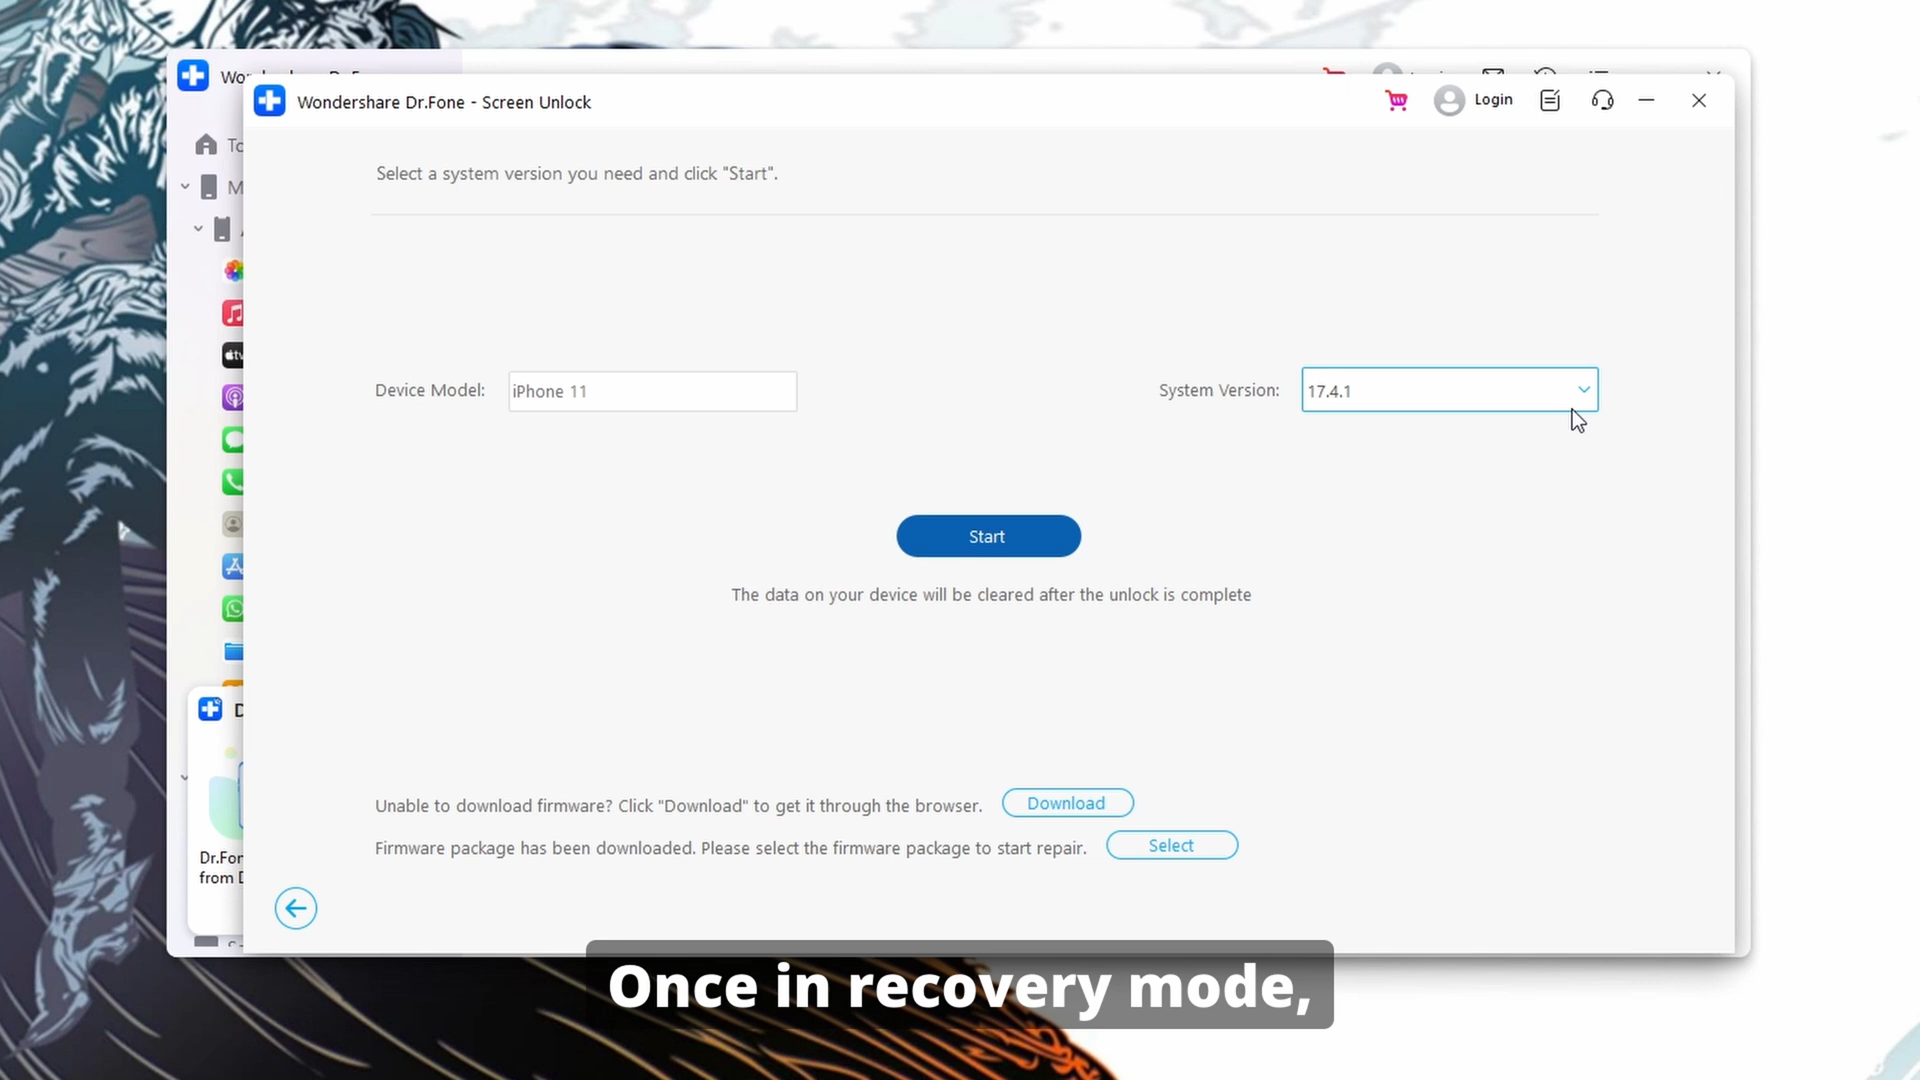 Wondershare Dr.Fone - Screen Unlock
Login
Select a system version you need and click "Start".
Device Model:
iPhone 11
System Version:
17.4.1
Start
The data on your device will be cleared after the unlock is complete
Unable to download firmware? Click "Download" to get it through the browser.
Download
Firmware package has been downloaded. Please select the firmware package to start repair.
Select
Dr.Fon
from D
Once in recovery mode,